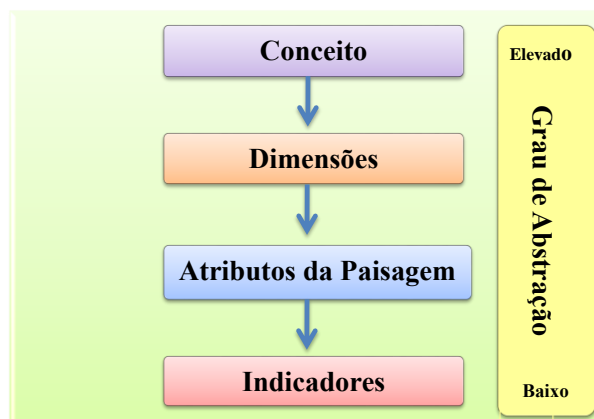 Conceito
Dimensões
Atributos da Paisagem
Indicadores
Elevado
Grau de Abstração
Baixo